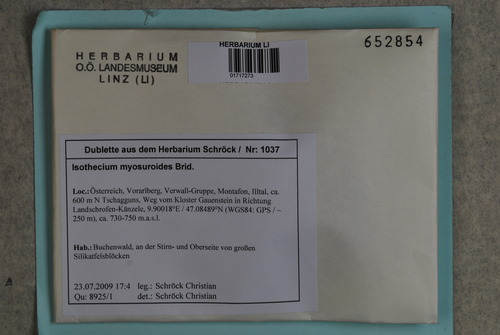 HERBARIUM
O.Ö. LANDESMUSEUM
LINZ (LI)
HERBARIUM LI
01717273
652854
Dublette aus dem Herbarium Schröck / Nr: 1037
Isothecium myosuroides Brid.
Loc.:Österreich, Vorarlberg, Verwall-Gruppe, Montafon, Illtal, ca.
600 m N Tschagguns, Weg vom Kloster Gauenstein in Richtung
Landschrofen-Känzele, 9.90018°E / 47.08489°N (WGS84: GPS / ~
250 m), ca. 730-750 m.a.s.l.
Hab.: Buchenwald, an der Stirn- und Oberseite von großen
Silikatfelsblöcken
23.07.2009 17:4 leg.: Schröck Christian
Qu: 8925/1 det.: Schröck Christian